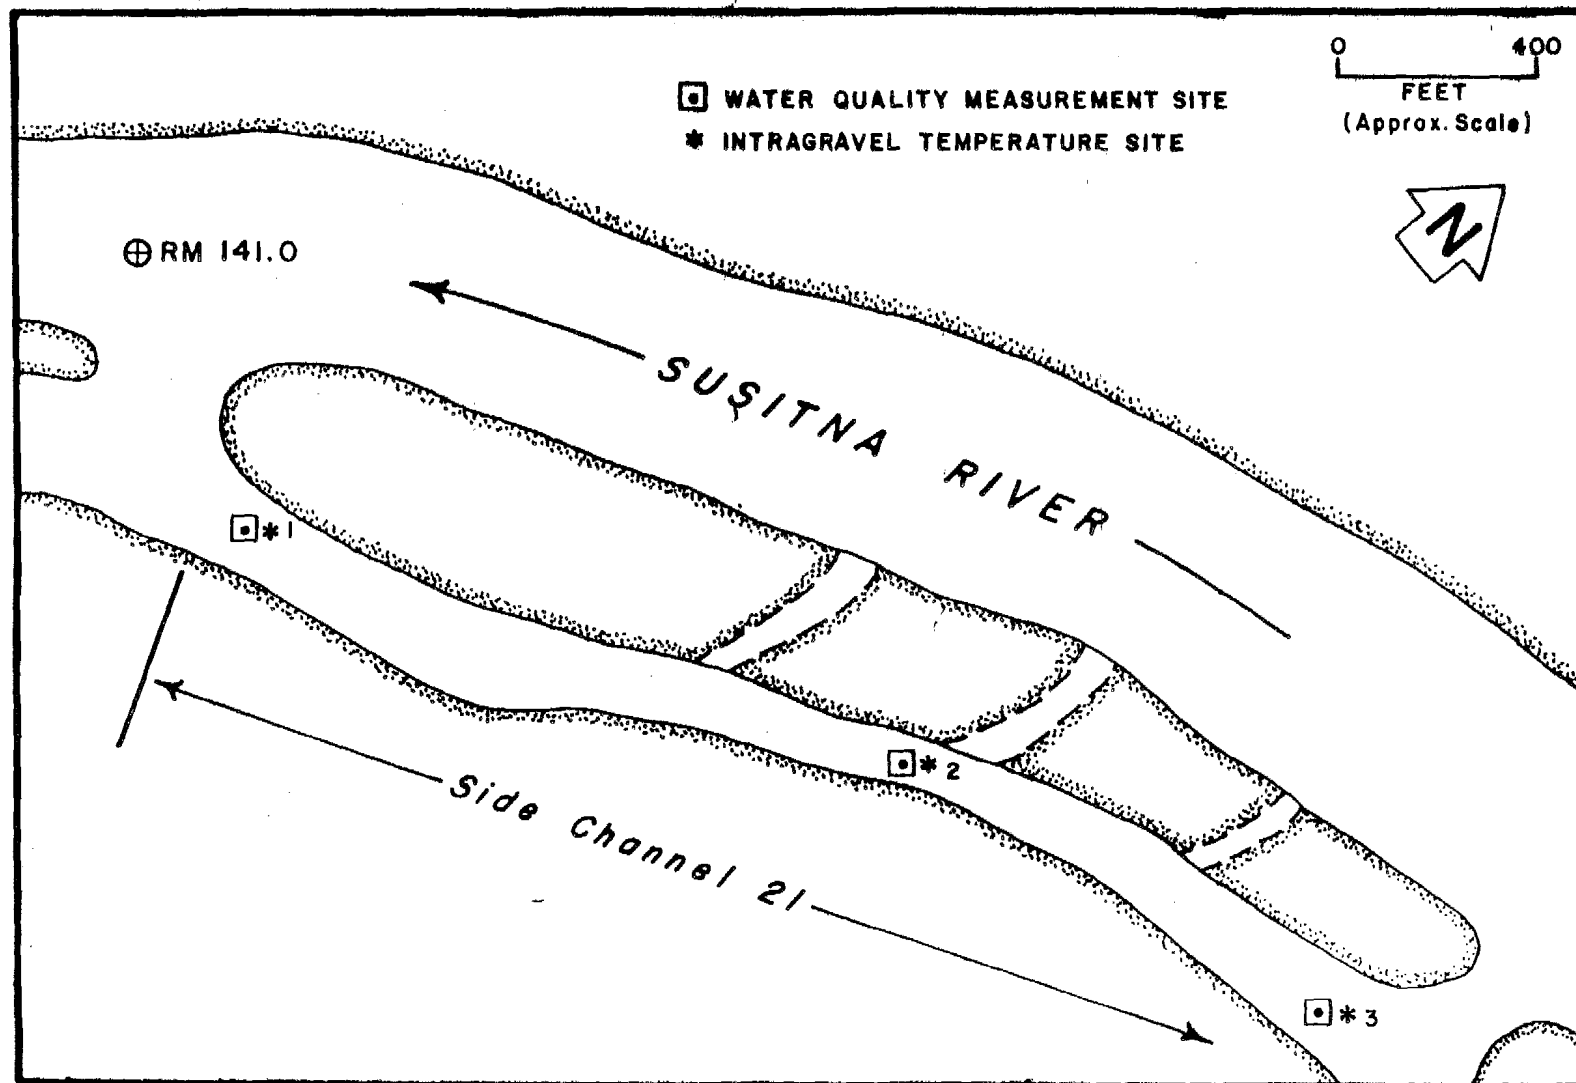 0 400
FEET
(Approx. Scale)
WATER QUALITY MEASUREMENT SITE
* INTRAGRAVEL TEMPERATURE SITE
N
RM 141.0
SUSITNA RIVER
*1
*2
Side Channel 21
*3